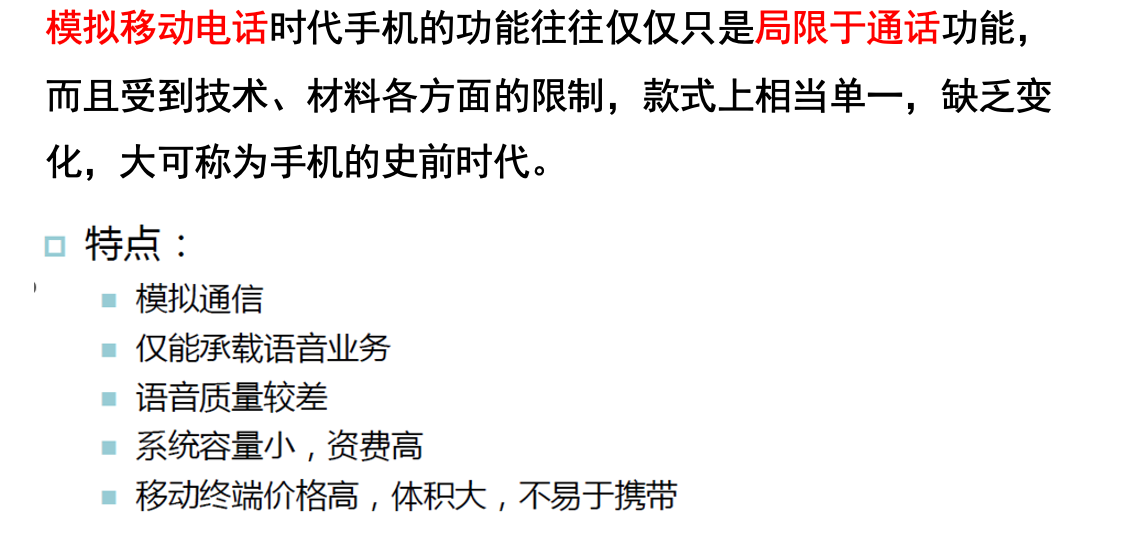 模拟移动电话时代手机的功能往往仅仅只是局限于通话功能，
而且受到技术、材料各方面的限制，款式上相当单一，缺乏变
化，大可称为手机的史前时代。
特点：
模拟通信
仅能承载语音业务
语音质量较差
系统容量小，资费高
移动终端价格高，体积大，不易于携带